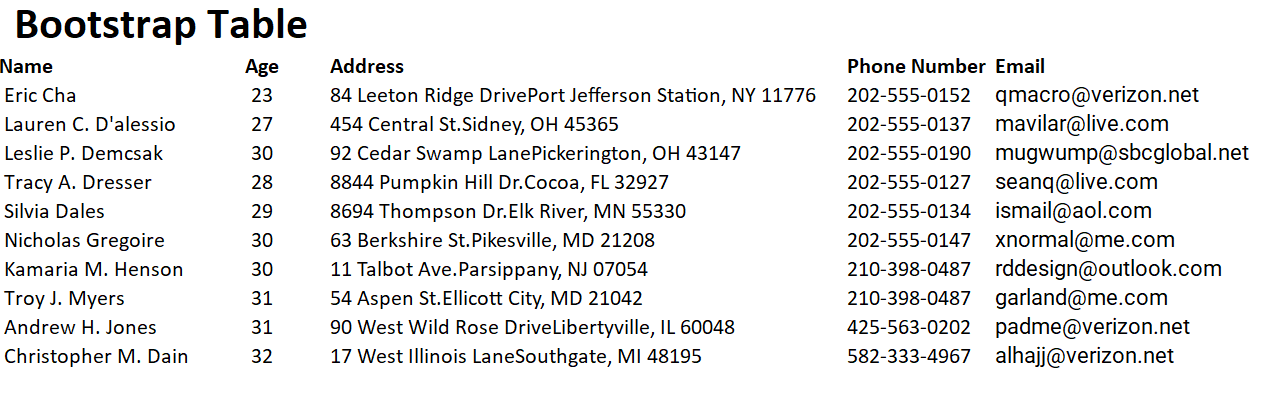 Bootstrap Table
Name Age Address Phone Number Email
Eric Cha 23 84 Leeton Ridge DrivePort Jefferson Station, NY 11776 202-555-0152 qmacro@verizon.net
Lauren C. D'alessio 27 454 Central St.Sidney, OH 45365 202-555-0137 mavilar@live.com
Leslie P. Demcsak 30 92 Cedar Swamp LanePickerington, OH 43147 202-555-0190 mugwump@sbcglobal.net
Tracy A. Dresser 28 8844 Pumpkin Hill Dr.Cocoa, FL 32927 202-555-0127 seanq@live.com
Silvia Dales 29 8694 Thompson Dr.Elk River, MN 55330 202-555-0134 ismail@aol.com
Nicholas Gregoire 30 63 Berkshire St.Pikesville, MD 21208 202-555-0147 xnormal@me.com
Kamaria M. Henson 30 11 Talbot Ave.Parsippany, NJ 07054 210-398-0487 rddesign@outlook.com
Troy J. Myers 31 54 Aspen St.Ellicott City, MD 21042 210-398-0487 garland@me.com
Andrew H. Jones 31 90 West Wild Rose DriveLibertyville, IL 60048 425-563-0202 padme@verizon.net
Christopher M. Dain 32 17 West Illinois LaneSouthgate, MI 48195 582-333-4967 alhajj@verizon.net